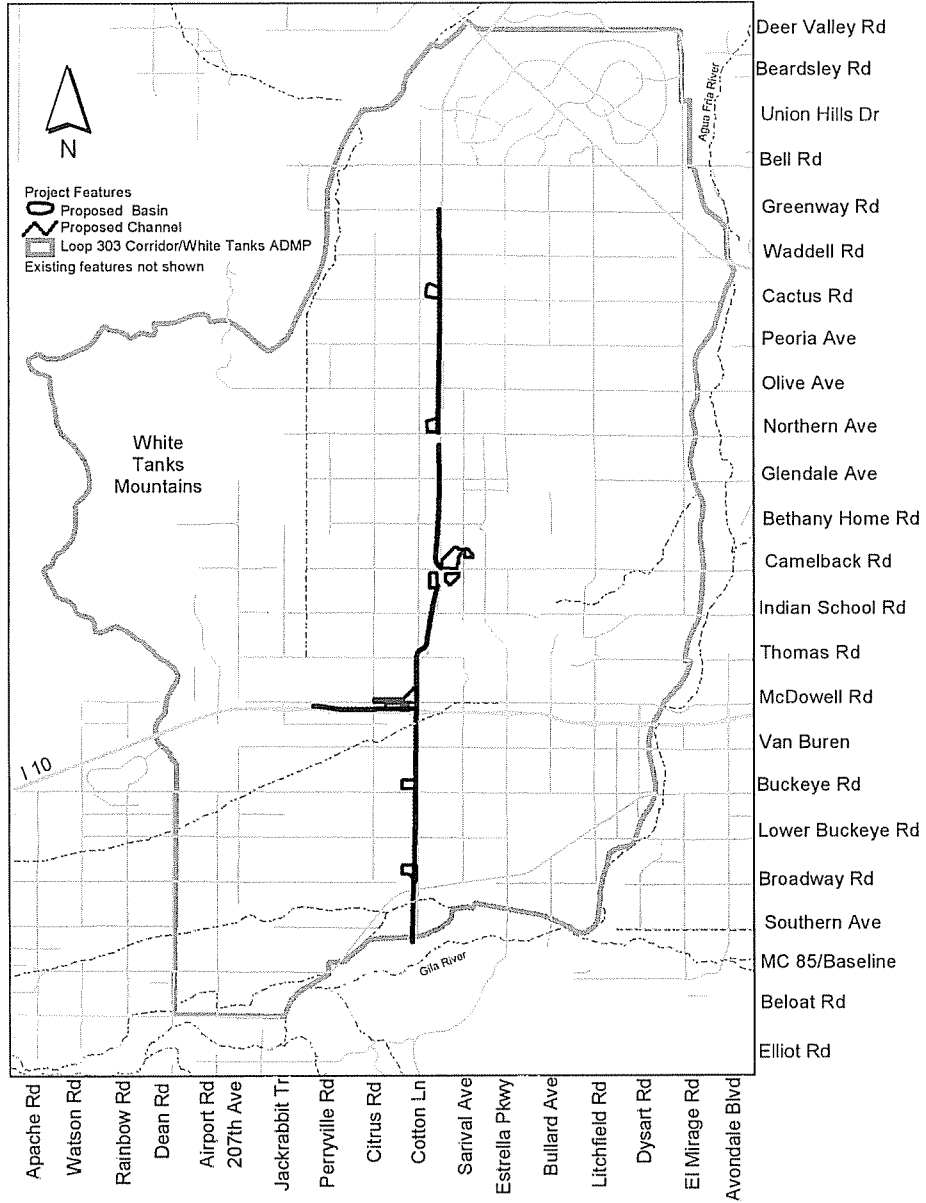 Deer Valley Rd
Beardsley Rd
Agua Fria River
Union Hills Dr
N
Bell Rd
Project Features
Proposed Basin
Greenway Rd
Proposed Channel
Loop 303 Corridor/White Tanks ADMP
Waddell Rd
Existing features not shown
Cactus Rd
Peoria Ave
Olive Ave
Northern Ave
White
Tanks
Mountains
Glendale Ave
Bethany Home Rd
Camelback Rd
Indian School Rd
Thomas Rd
McDowell Rd
Van Buren
I 10
Buckeye Rd
Lower Buckeye Rd
Broadway Rd
Southern Ave
MC 85/Baseline
Gila River
Beloat Rd
Elliot Rd
Apache Rd
Watson Rd
Rainbow Rd
Dean Rd
Airport Rd
207th Ave
Jackrabbit Tr
Perryville Rd
Citrus Rd
Cotton Ln
Sarival Ave
Estrella Pkwy
Bullard Ave
Litchfield Rd
Dysart Rd
El Mirage Rd
Avondale Blvd